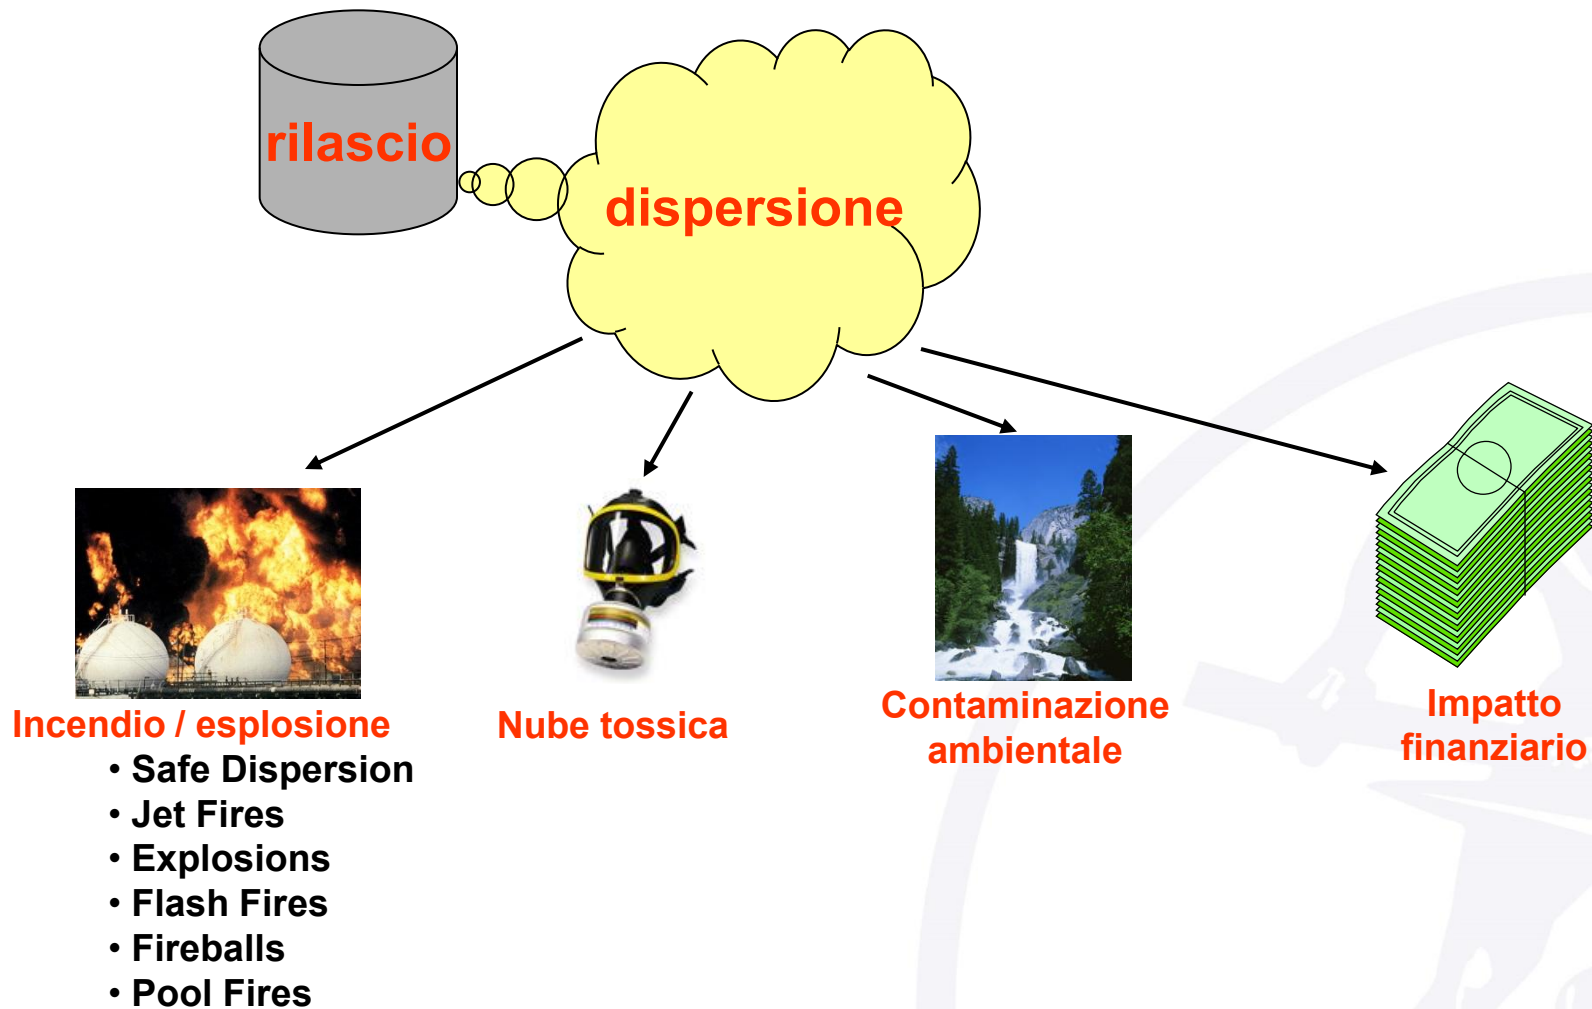 rilascio
dispersione
Incendio / esplosione
• Safe Dispersion
• Jet Fires
• Explosions
• Flash Fires
• Fireballs
• Pool Fires
Nube tossica
Contaminazione
ambientale
Impatto
finanziario